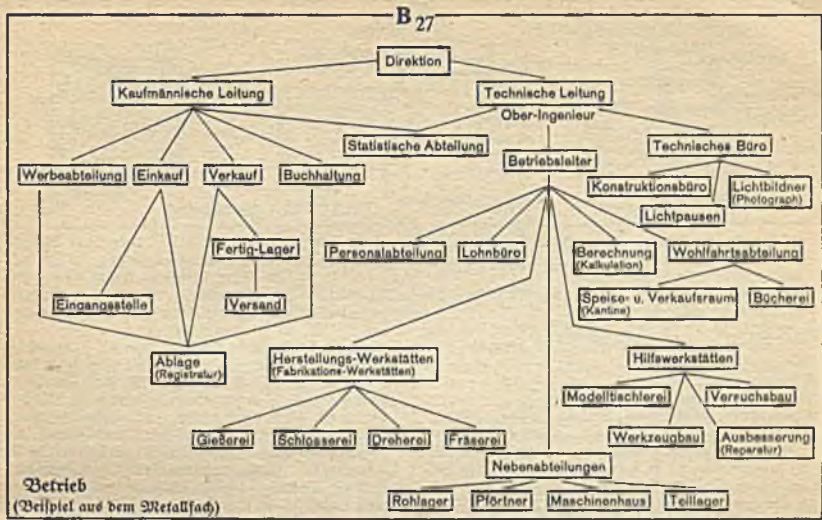 B 27
Direktion
Kaufmännische Leitung
Technische Leitung
Ober-Ingenieur
Statistische Abteilung
Betriebsleiter
Technisches Büro
Werbeabteilung
Einkauf
Verkauf
Buchhaltung
Konstruktionsbüro
Lichtbildner
(Photograph)
Lichtpausen
Fertig-Lager
Personalabteilung
Lohnbüro
Berechnung
(Kalkulation)
Wohlfahrtsabteilung
Eingangsstelle
Versand
Speise- u. Verkaufsraum
(Kantine)
Bücherei
Ablage
(Registratur)
Herstellungs-Werkstätten
(Fabrikations-Werkstätten)
Hilfswerkstätten
Modelltischlerei
Versuchsbau
Gießerei
Schlosserei
Dreherei
Fräserei
Werkzeugbau
Ausbesserung
(Reparatur)
Nebenabteilungen
Rohlager
Pförtner
Maschinenhaus
Teillager
Betrieb
(Beispiel aus dem Metallfach)